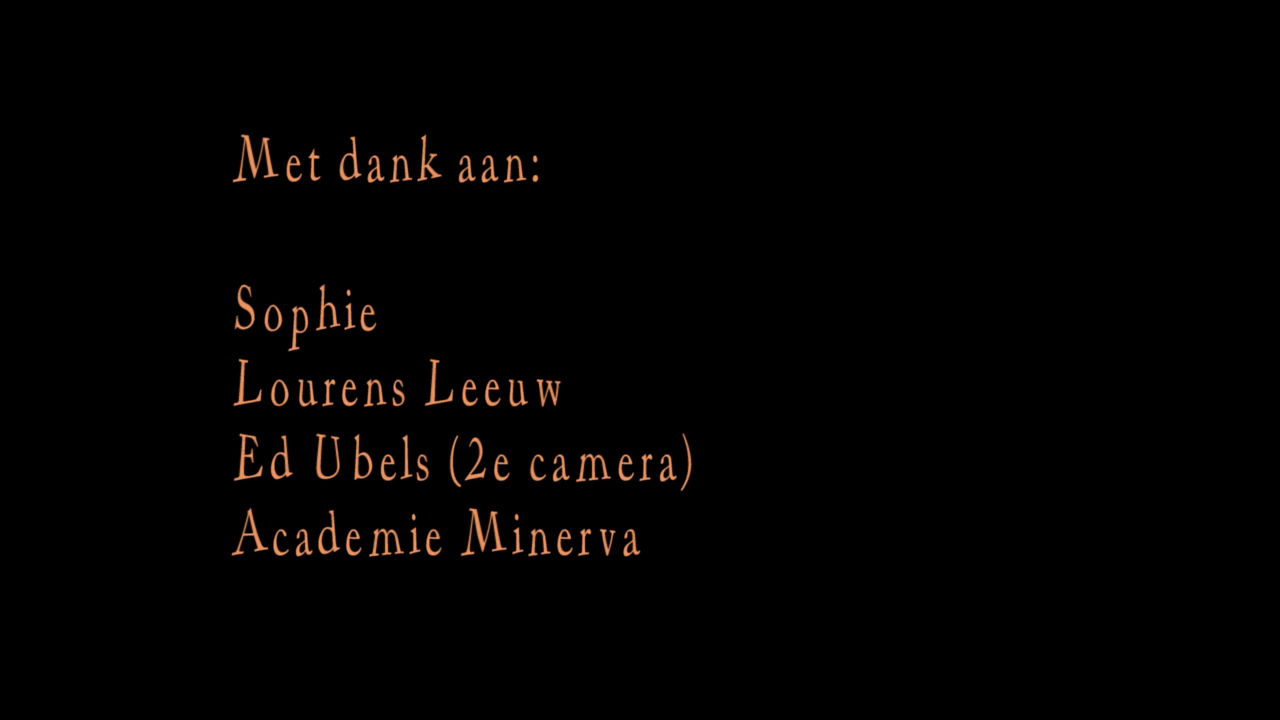 Met dank aan:
Sophie
Lourens Leeuw
Ed Ubels (2e camera)
Academie Minerva